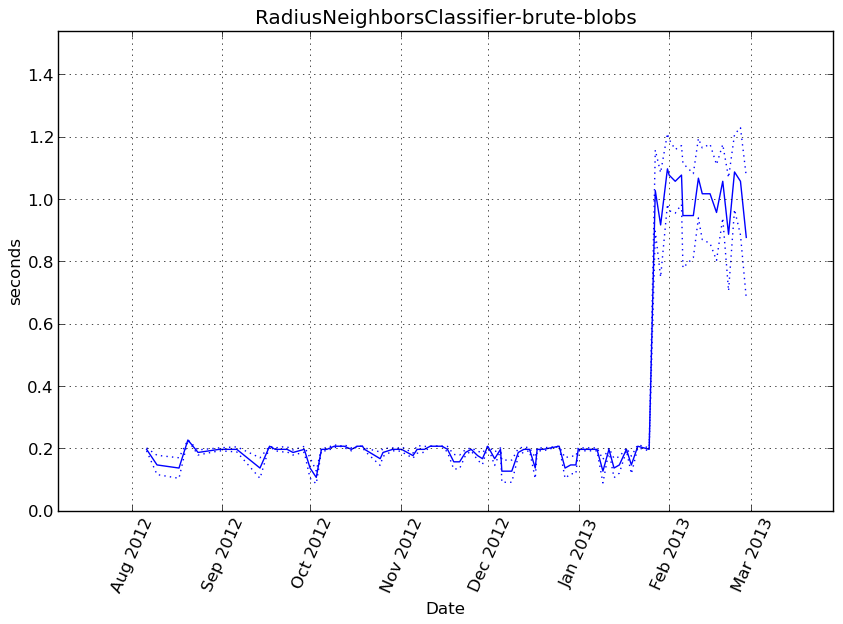 RadiusNeighborsClassifier-brute-blobs
1.4
1.2
1.0
0.8
0.6
0.4
0.2
0.0
seconds
Aug 2012
Sep 2012
Oct 2012
Nov 2012
Dec 2012
Jan 2013
Feb 2013
Mar 2013
Date